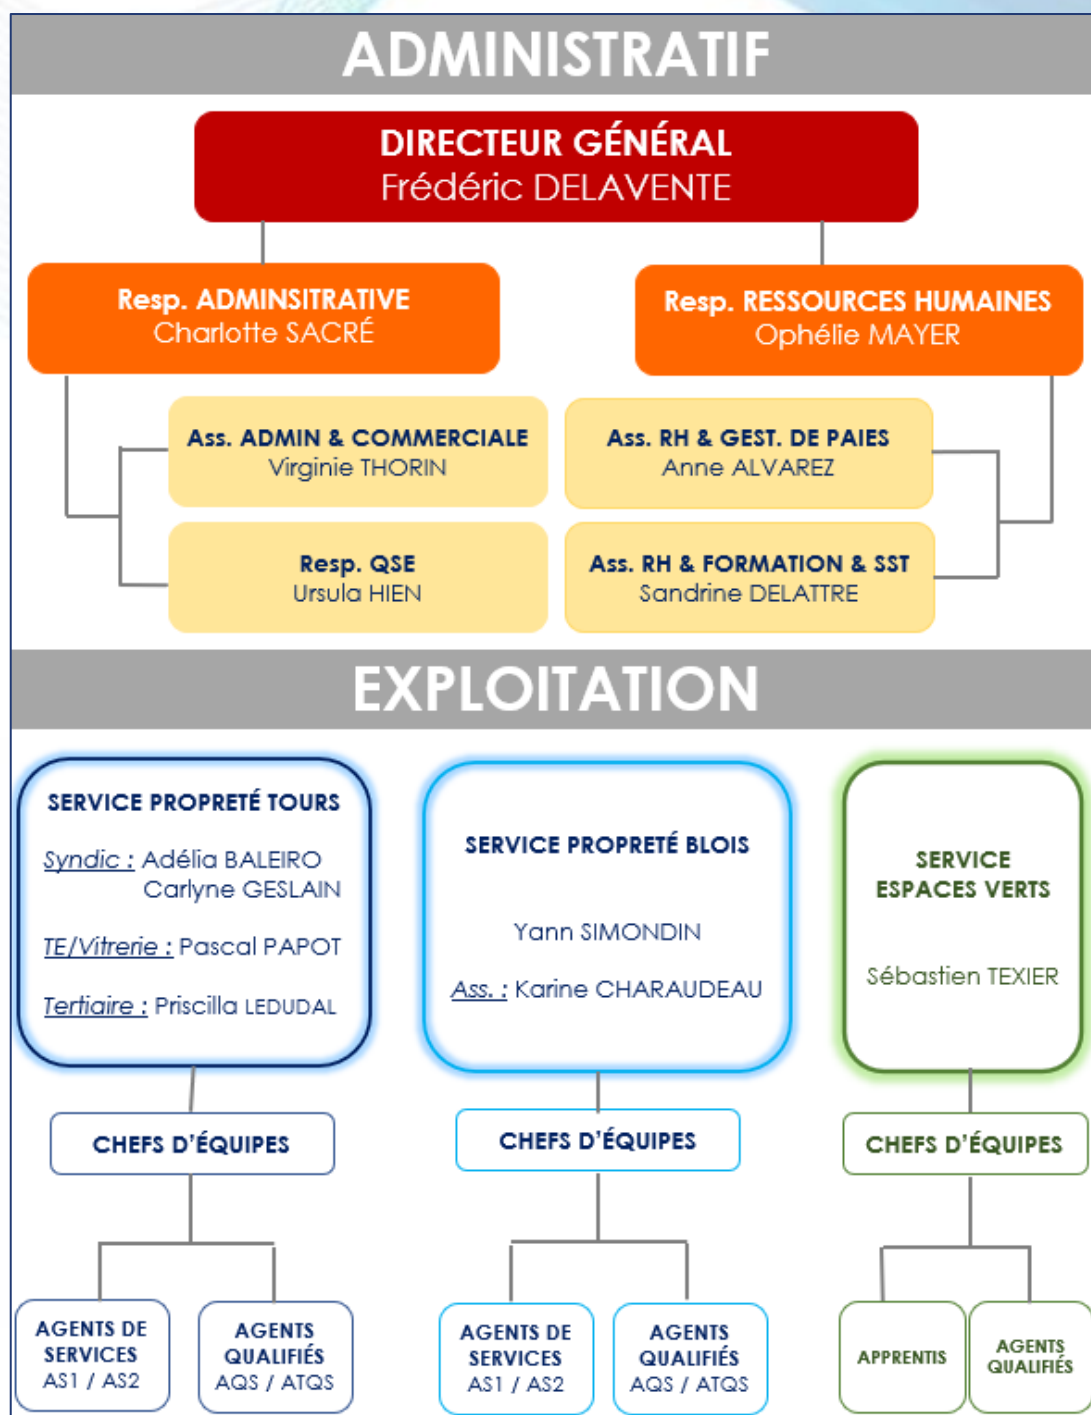 ADMINISTRATIF
DIRECTEUR GÉNÉRAL
Frédéric DELAVENTE
Resp. ADMINSITRATIVE
Charlotte SACRÉ
Resp. RESSOURCES HUMAINES
Ophélie MAYER
Ass. ADMIN & COMMERCIALE
Virginie THORIN
Ass. RH & GEST. DE PAIES
Anne ALVAREZ
Resp. QSE
Ursula HIEN
Ass. RH & FORMATION & SST
Sandrine DELATTRE
EXPLOITATION
SERVICE PROPRETÉ TOURS
Syndic : Adélia BALEIRO
Carlyne GESLAIN
TE/Vitrerie : Pascal PAPOT
Tertiaire : Priscilla LEDUDAL
SERVICE PROPRETÉ BLOIS
Yann SIMONDIN
Ass. : Karine CHARAUDEAU
SERVICE
ESPACES VERTS
Sébastien TEXIER
CHEFS D’ÉQUIPES
CHEFS D’ÉQUIPES
CHEFS D’ÉQUIPES
AGENTS DE
SERVICES
AS1 / AS2
AGENTS
QUALIFIÉS
AQS / ATQS
AGENTS DE
SERVICES
AS1 / AS2
AGENTS
QUALIFIÉS
AQS / ATQS
APPRENTIS
AGENTS
QUALIFIÉS